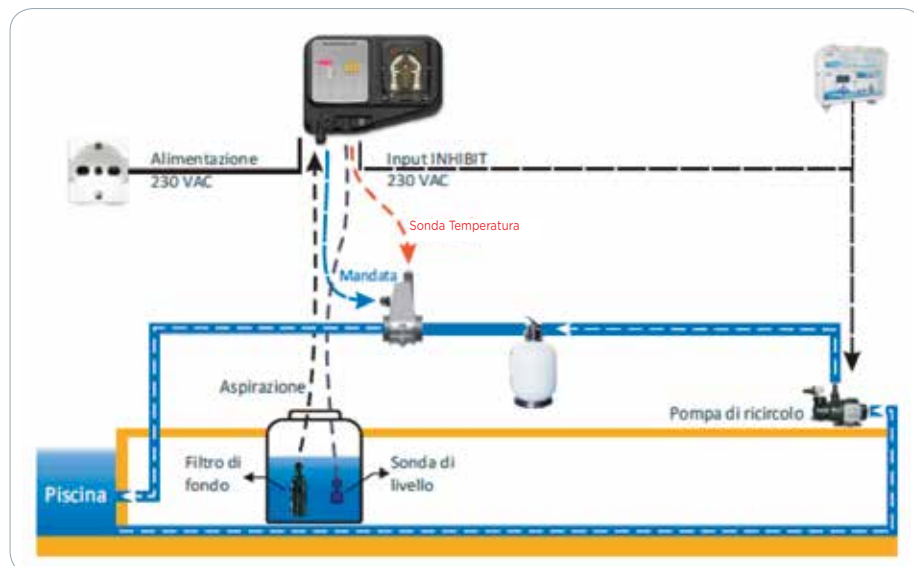 Alimentazione
230 VAC
Input INHIBIT
230 VAC
Sonda Temperatura
Mandata
Aspirazione
Pompa di ricircolo
Filtro di
fondo
Sonda di
livello
Piscina